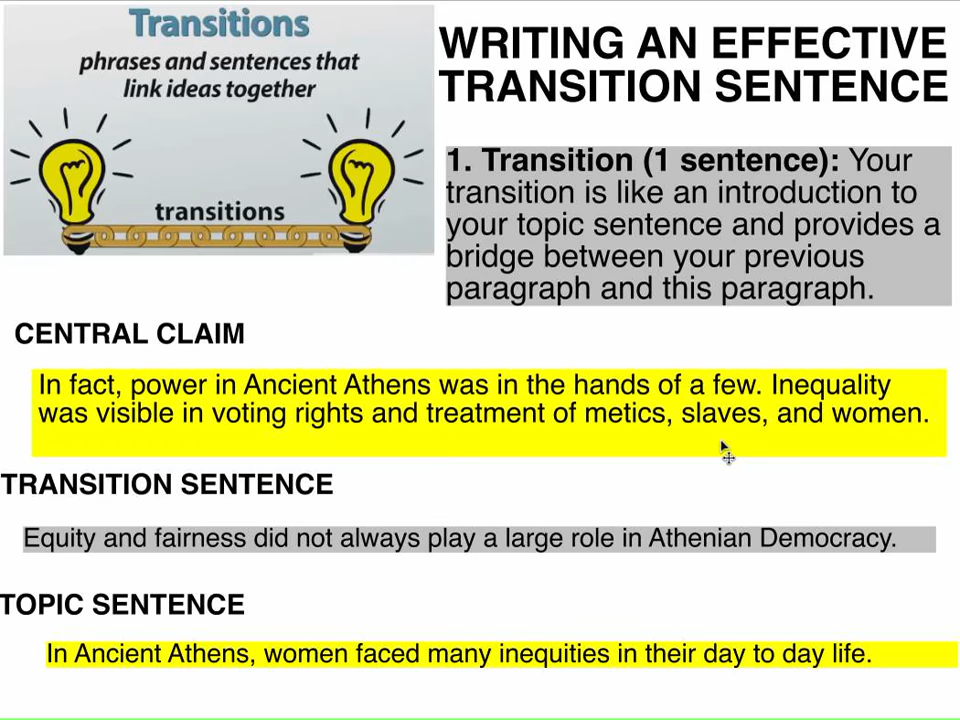 Transitions
phrases and sentences that
link ideas together
transitions
WRITING AN EFFECTIVE
TRANSITION SENTENCE
1. Transition (1 sentence): Your
transition is like an introduction to
your topic sentence and provides a
bridge between your previous
paragraph and this paragraph.
CENTRAL CLAIM
In fact, power in Ancient Athens was in the hands of a few. Inequality
was visible in voting rights and treatment of metics, slaves, and women.
TRANSITION SENTENCE
Equity and fairness did not always play a large role in Athenian Democracy.
TOPIC SENTENCE
In Ancient Athens, women faced many inequities in their day to day life.